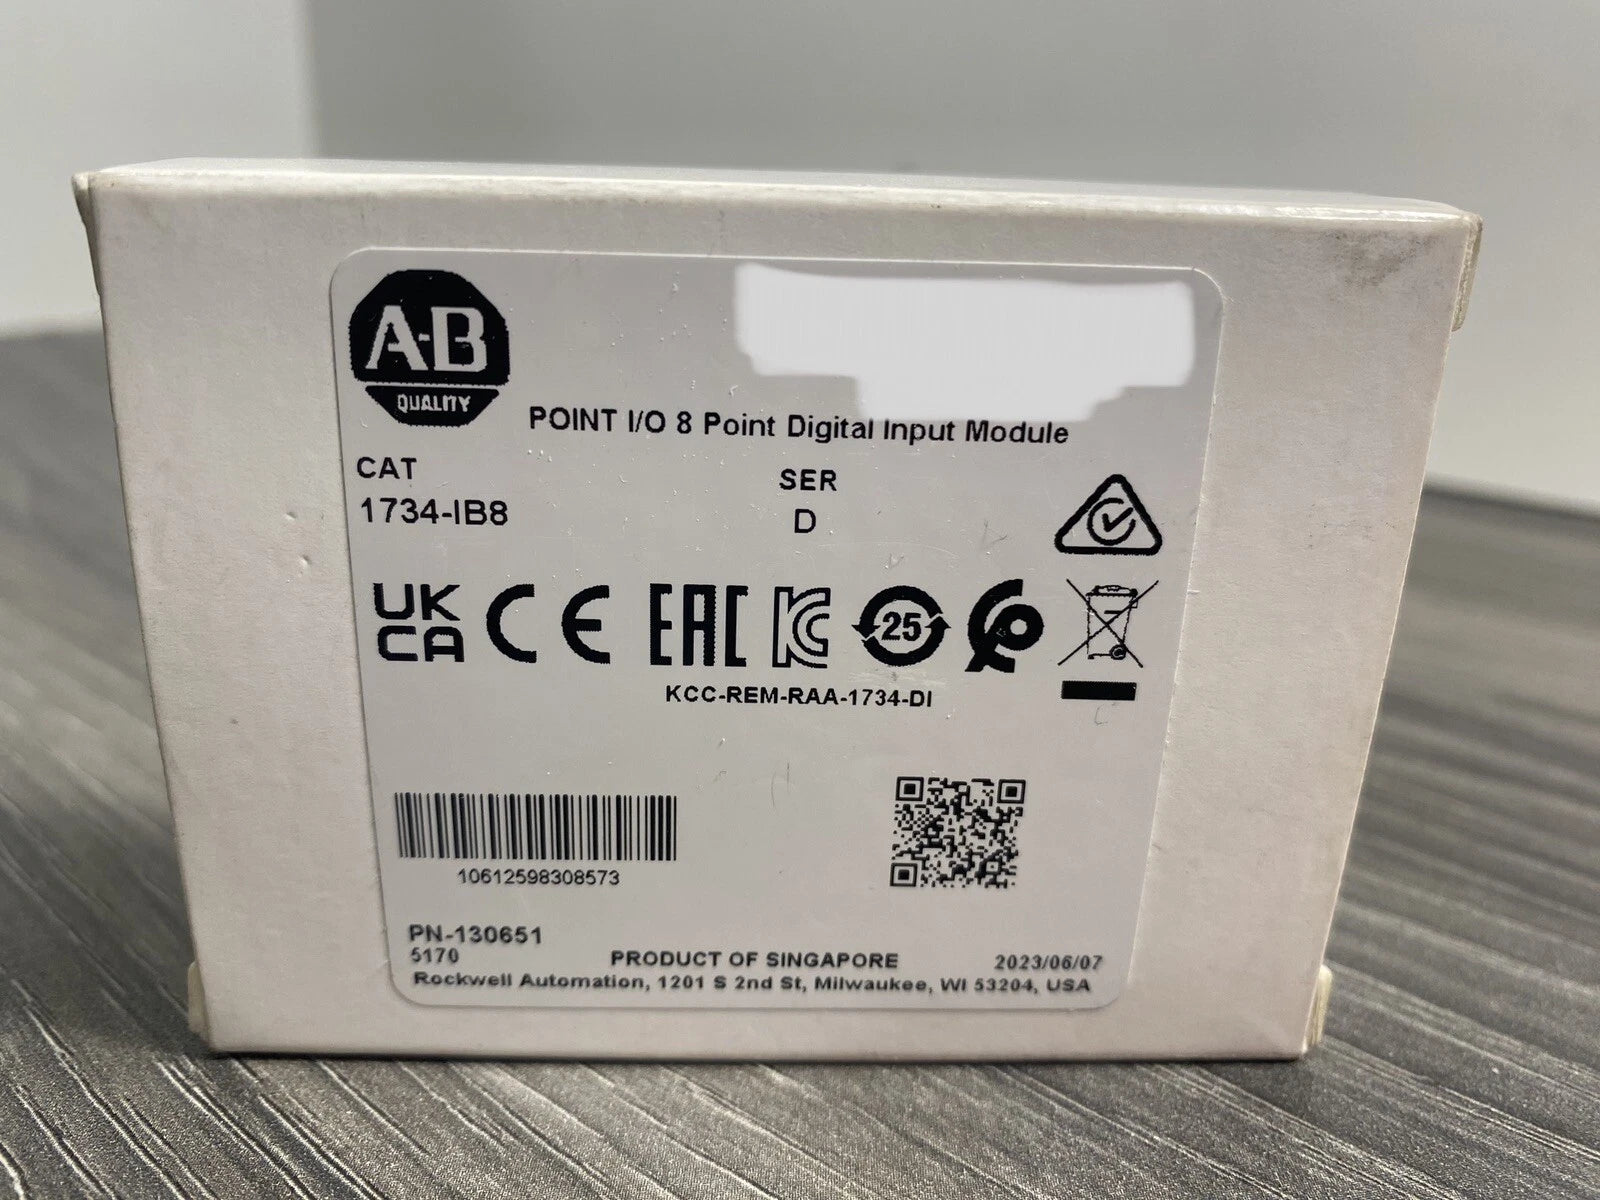 A-B
QUALITY
POINT I/O 8 Point Digital Input Module
CAT
SER
1734-IB8
D
UK
CA
CE
EAC
KC
25
KCC-REM-RAA-1734-DI
10612598308573
PN-130651
5170
PRODUCT OF SINGAPORE
2023/06/07
Rockwell Automation, 1201 S 2nd St, Milwaukee, WI 53204, USA